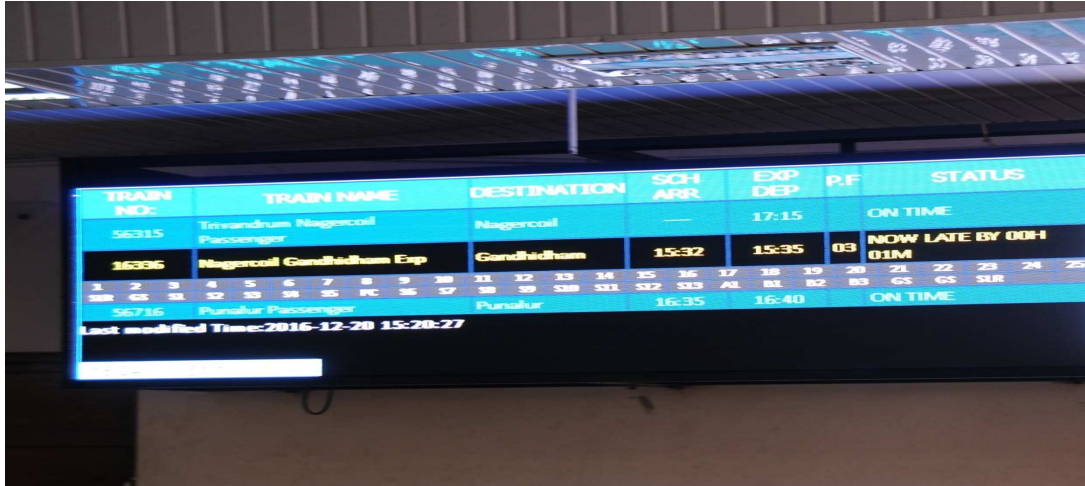 TRAIN NO: TRAIN NAME DESTINATION SCH ARR EXP DEP P.F STATUS
56315 Trivandrum Nagercoil Passenger Nagercoil — 17:15 ON TIME
16336 Nagercoil Gandhidham Exp Gandhidham 15:32 15:35 03 NOW LATE BY 00H 01M
1 2 3 4 5 6 7 8 9 10 11 12 13 14 15 16 17 18 19 20 21 22 23 24 25
SLR GS S1 S2 S3 S4 S5 PC S6 S7 S8 S9 S10 S11 S12 S13 A1 B1 B2 B3 GS GS SLR
56716 Punalur Passenger Punalur 16:35 16:40 ON TIME
Last modified Time:2016-12-20 15:20:27